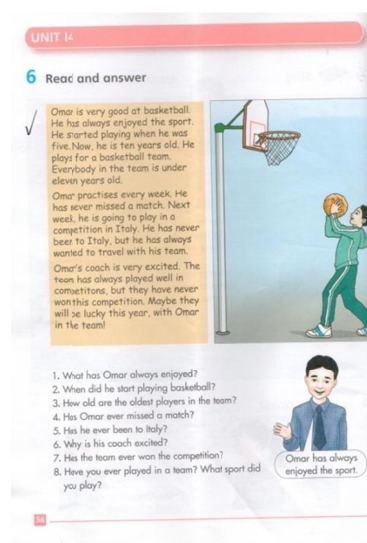 UNIT 14
6 Read and answer
Omar is very good at basketball.
He has always enjoyed the sport.
He started playing when he was
five. Now, he is ten years old. He
plays for a basketball team.
Everybody in the team is under
eleven years old.
Omar practises every week. He
has never missed a match. Next
week, he is going to play in a
competition in Italy. He has never
been to Italy, but he has always
wanted to travel with his team.
Omar's coach is very excited. The
team has always played well in
competitons, but they have never
won this competition. Maybe they
will be lucky this year, with Omar
in the team!
1. What has Omar always enjoyed?
2. When did he start playing basketball?
3. How old are the oldest players in the team?
4. Has Omar ever missed a match?
5. Has he ever been to Italy?
6. Why is his coach excited?
7. Has the team ever won the competition?
8. Have you ever played in a team? What sport did
you play?
Omar has always
enjoyed the sport.
56